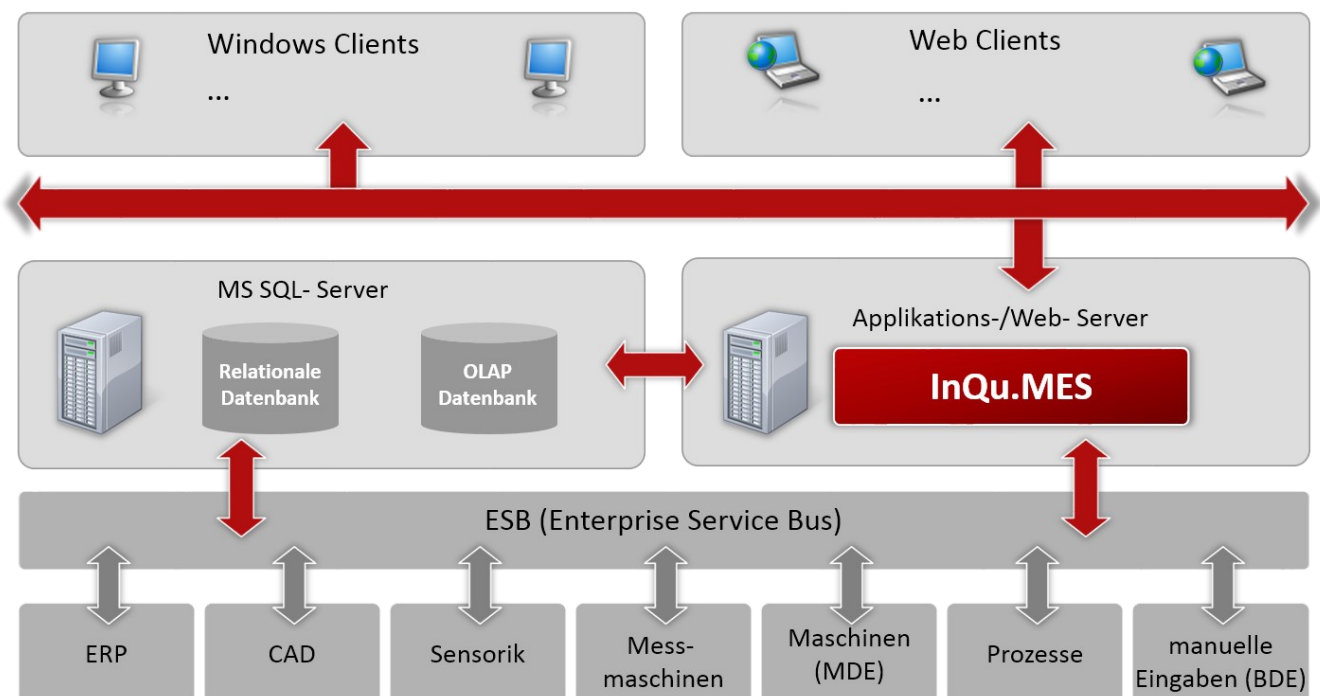 Windows Clients
...
Web Clients
...
MS SQL- Server
Relationale
Datenbank
OLAP
Datenbank
Applikations-/Web- Server
InQu.MES
ESB (Enterprise Service Bus)
ERP
CAD
Sensorik
Mess-
maschinen
Maschinen
(MDE)
Prozesse
manuelle
Eingaben (BDE)